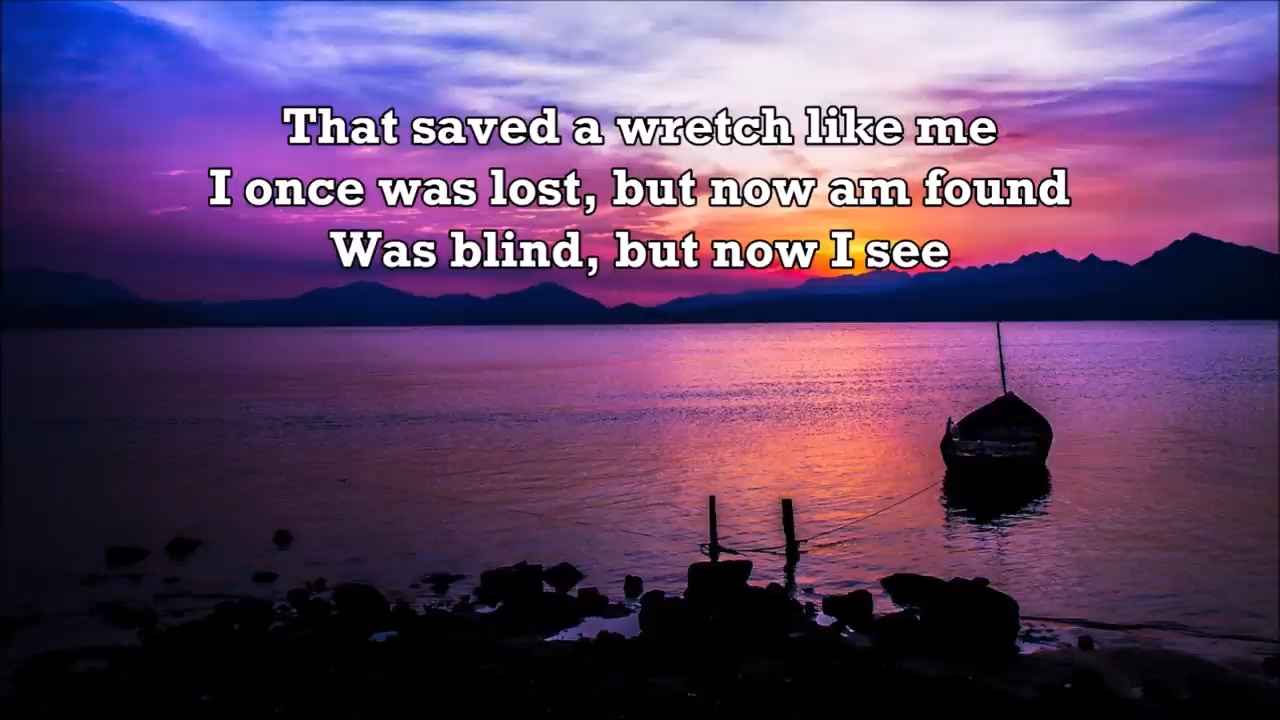 That saved a wretch like me
I once was lost, but now am found
Was blind, but now I see